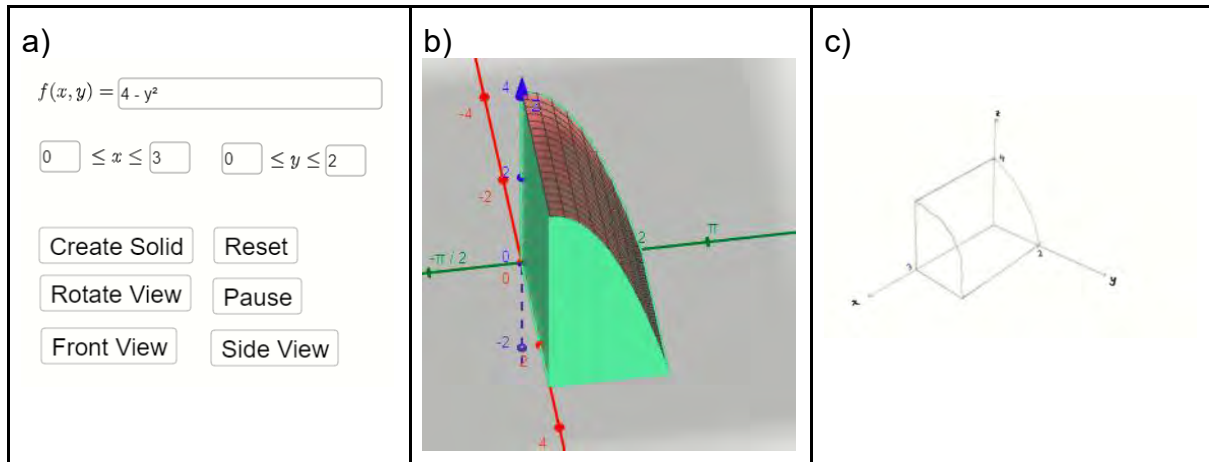 a)
f(x, y) = 4 - y²
0 ≤ x ≤ 3 0 ≤ y ≤ 2
Create Solid Reset
Rotate View Pause
Front View Side View
b)
4
-4
2
-2
2
π
-π / 2
0
0
-2
2
4
c)
z
4
3
2
x
y